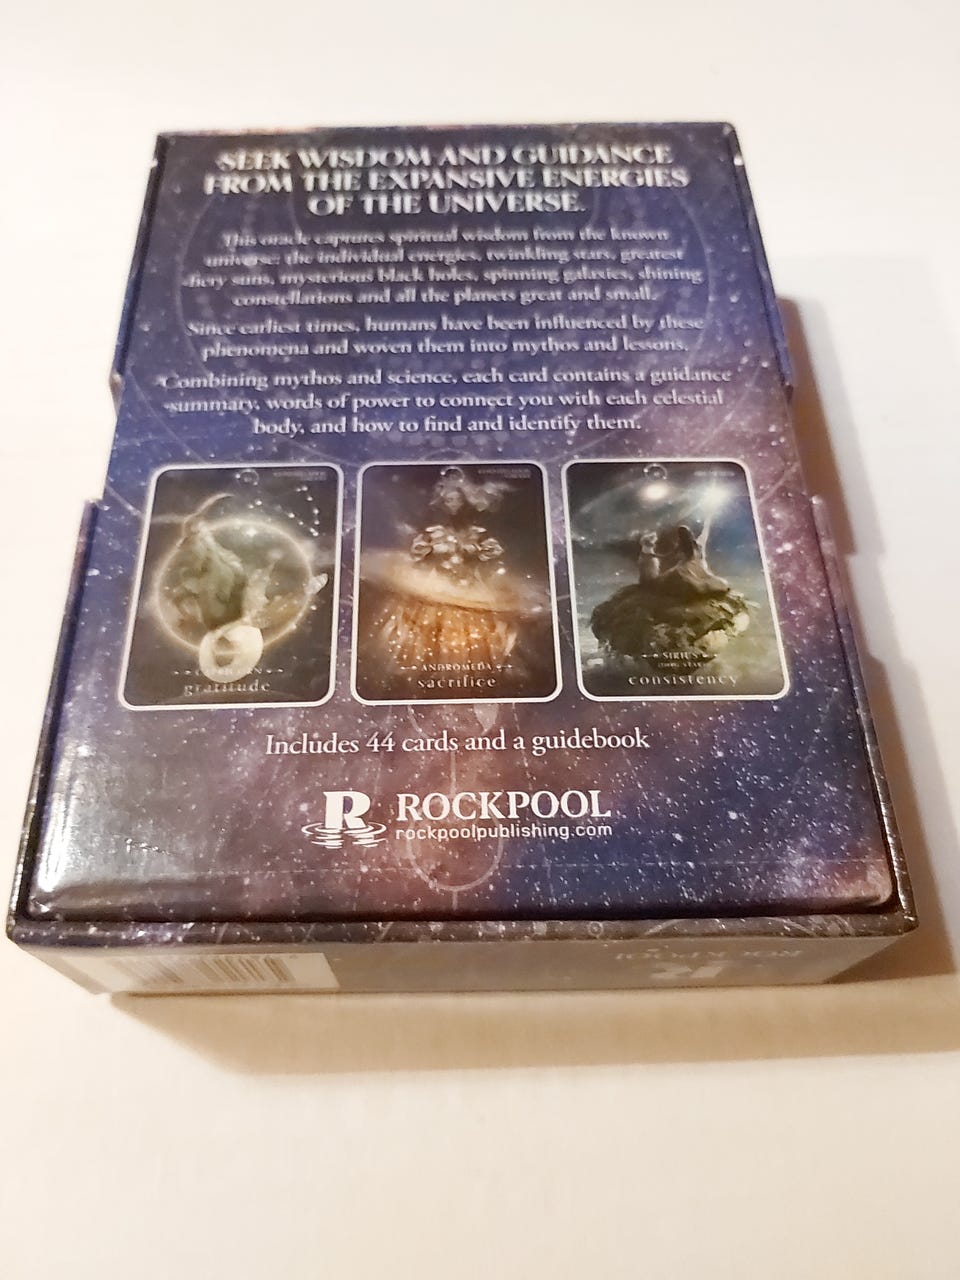 SEEK WISDOM AND GUIDANCE
FROM THE EXPANSIVE ENERGIES
OF THE UNIVERSE.
This oracle captures spiritual wisdom from the known
universe: the individual energies, twinkling stars, greatest
fiery suns, mysterious black holes, spinning galaxies, shining
constellations and all the planets great and small.
Since earliest times, humans have been influenced by these
phenomena and woven them into mythos and lessons.
Combining mythos and science, each card contains a guidance
summary, words of power to connect you with each celestial
body, and how to find and identify them.
gratitude
ANDROMEDA
sacrifice
SIRIUS
(DOG STAR)
consistency
Includes 44 cards and a guidebook
R ROCKPOOL
rockpoolpublishing.com
ROCKPOOL